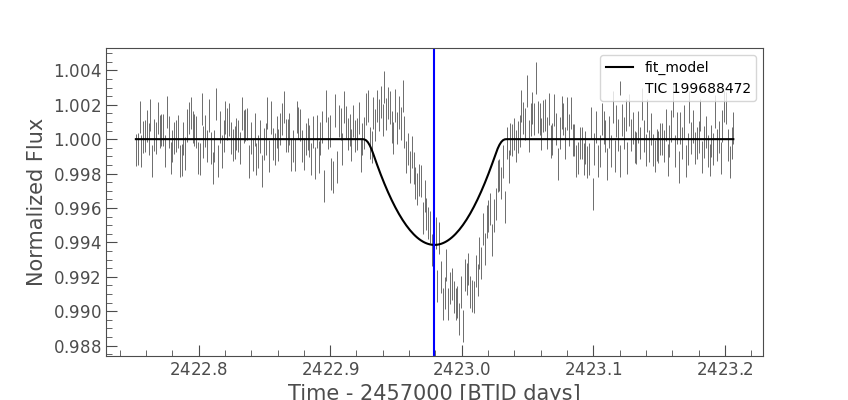 1.004
1.002
1.000
0.998
0.996
0.994
0.992
0.990
0.988
Normalized Flux
fit_model
TIC 199688472
2422.8 2422.9 2423.0 2423.1 2423.2
Time - 2457000 [BTJD days]